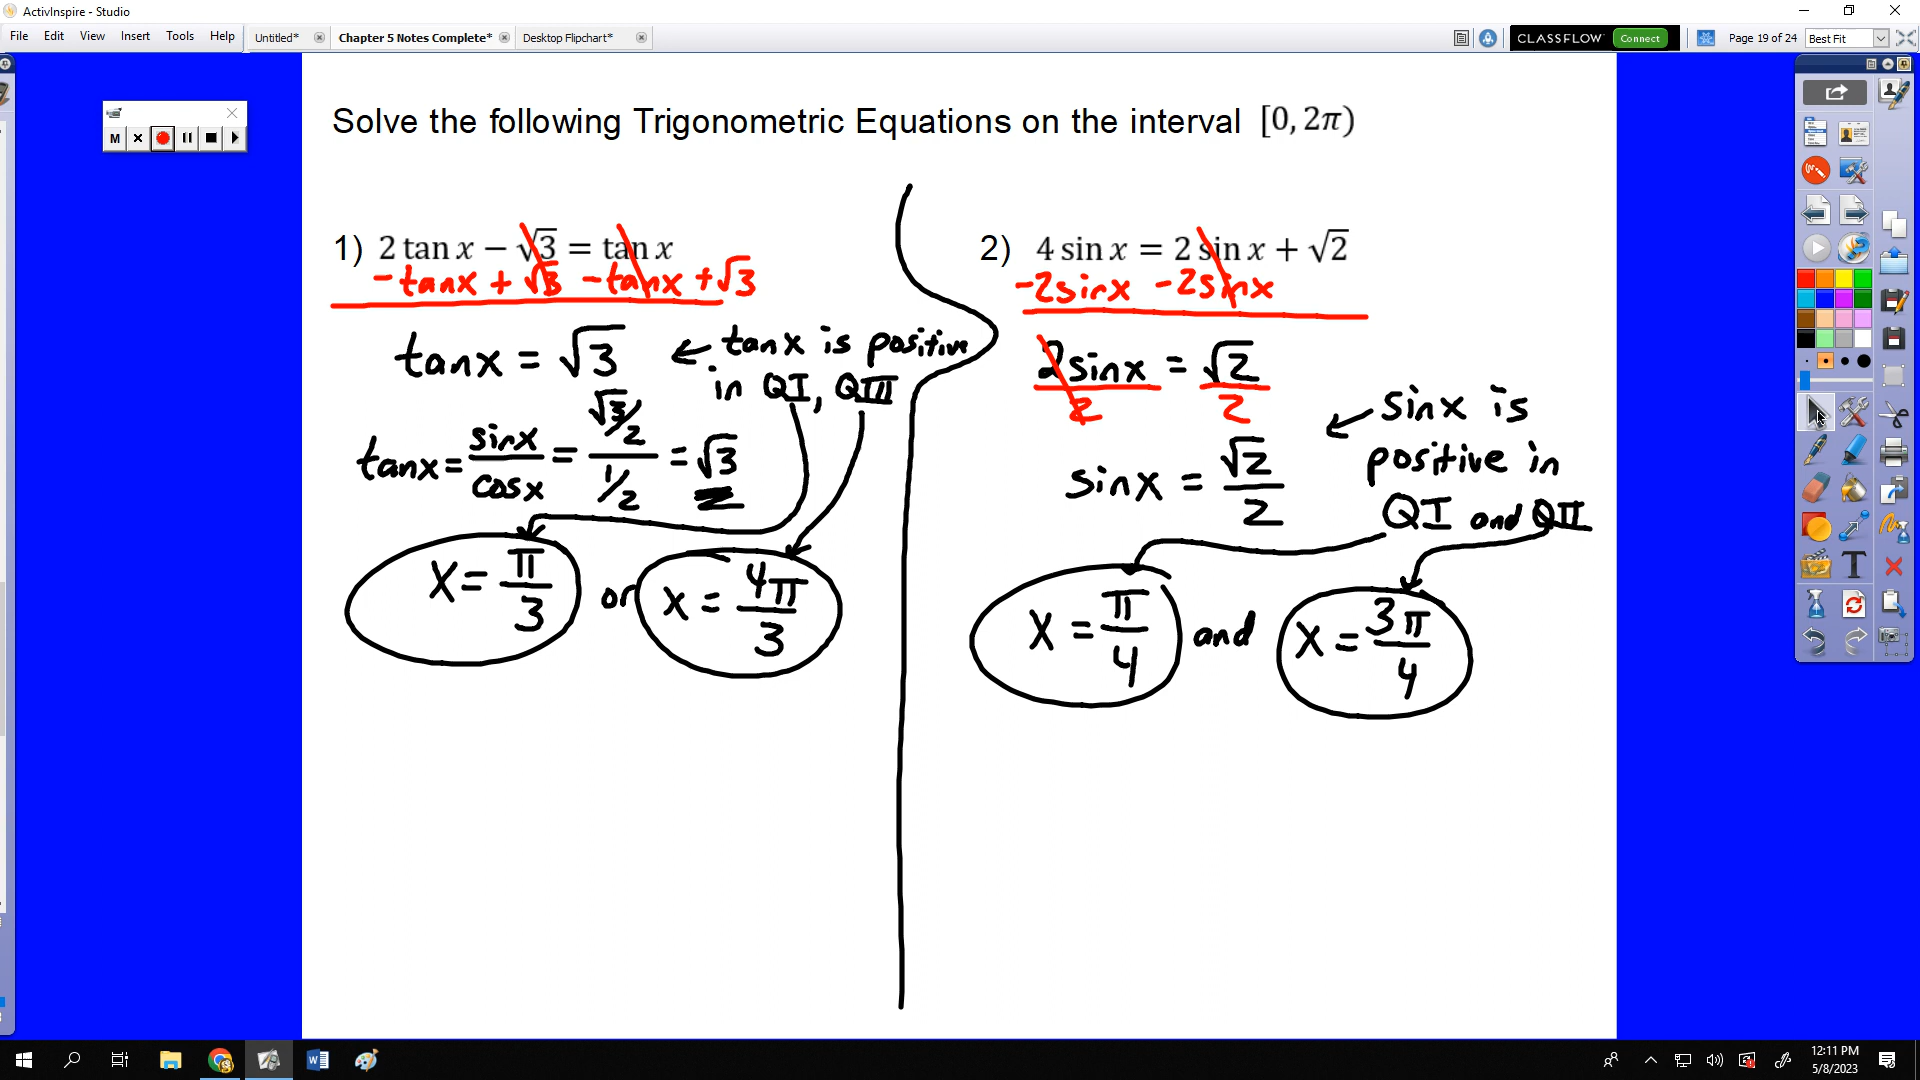 ActivInspire - Studio
File Edit View Insert Tools Help
Untitled* Chapter 5 Notes Complete* Desktop Flipchart*
CLASSFLOW Connect
Page 19 of 24 Best Fit
M
Solve the following Trigonometric Equations on the interval [0, 2π)
1) 2 tan x − √3 = tan x
-tanx + √3 -tanx +√3
tanx = √3
← tanx is positive
in QI, QIII
tanx = sinx/cosx = (√3/2)/(1/2) = √3
x = π/3 or x = 4π/3
2) 4 sin x = 2 sin x + √2
-2sinx -2sinx
2sinx/2 = √2/2
sinx = √2/2
← sinx is
positive in
QI and QII
x = π/4 and x = 3π/4
12:11 PM
5/8/2023